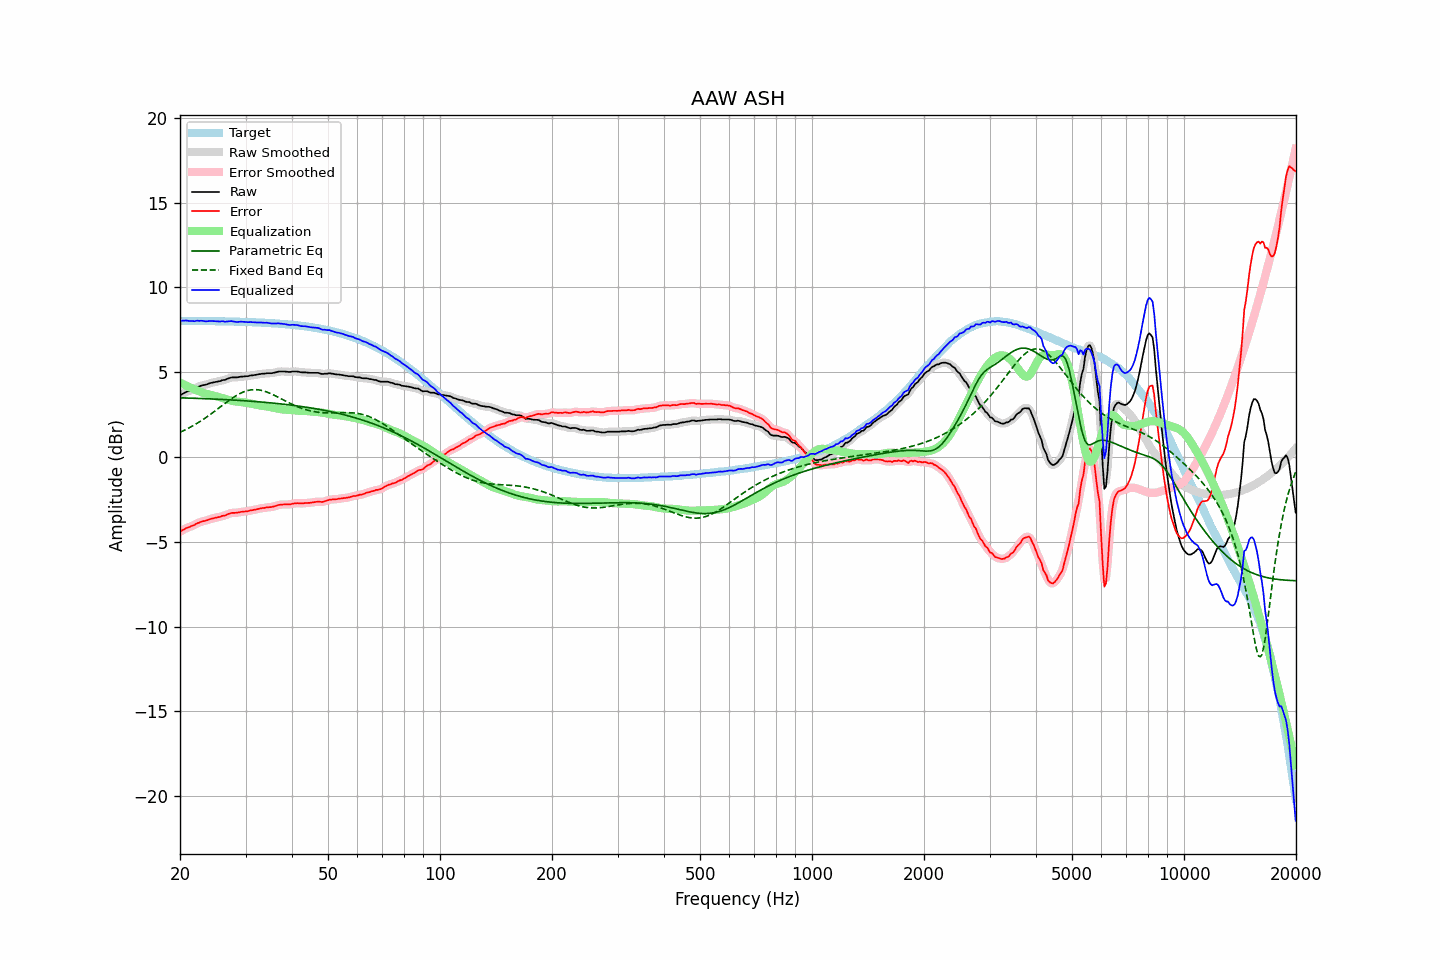 AAW ASH
Amplitude (dBr)
20
15
10
5
0
−5
−10
−15
−20
Target
Raw Smoothed
Error Smoothed
Raw
Error
Equalization
Parametric Eq
Fixed Band Eq
Equalized
20 50 100 200 500 1000 2000 5000 10000 20000
Frequency (Hz)